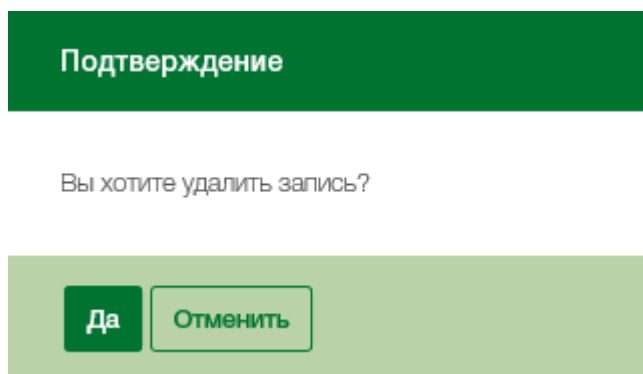 Подтверждение
Вы хотите удалить запись?
Да
Отменить